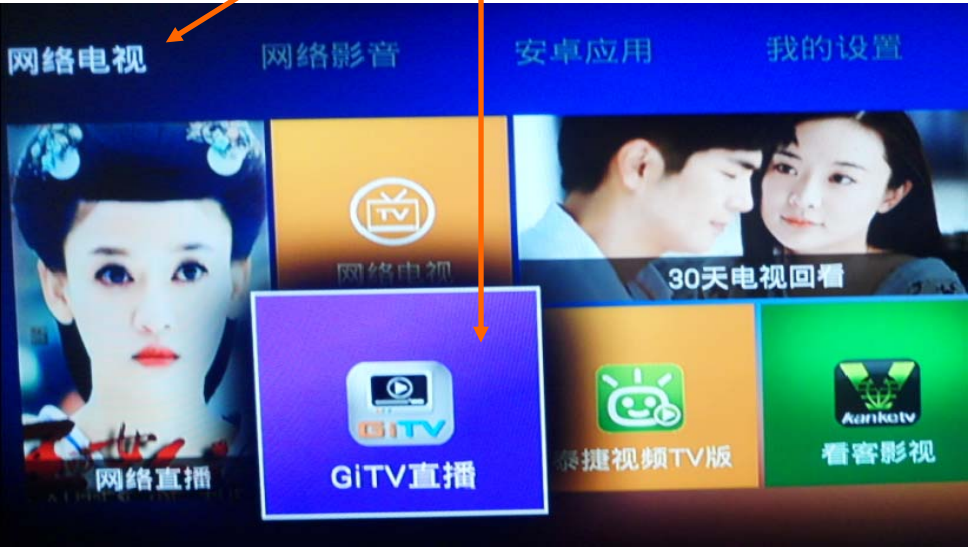 网络电视
网络影音
安卓应用
我的设置
TV
网络电视
30天电视回看
GiTV
kanketv
网络直播
GiTV直播
泰捷视频TV版
看客影视